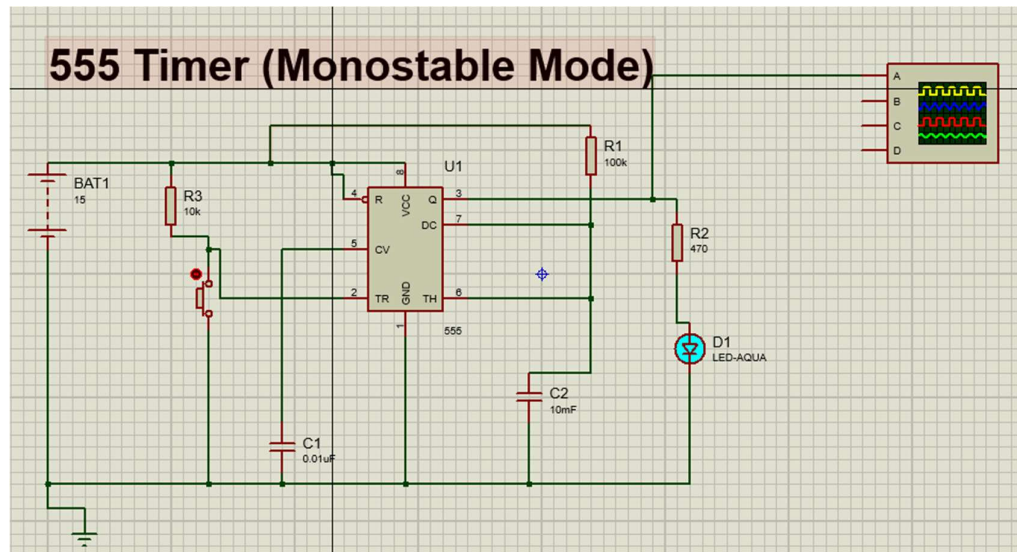 555 Timer (Monostable Mode)
A
B
C
D
R1
100k
BAT1
15
R3
10k
U1
8
4
R
VCC
Q
3
DC
7
5
CV
2
TR
GND
TH
6
1
555
R2
470
D1
LED-AQUA
C2
10mF
C1
0.01uF